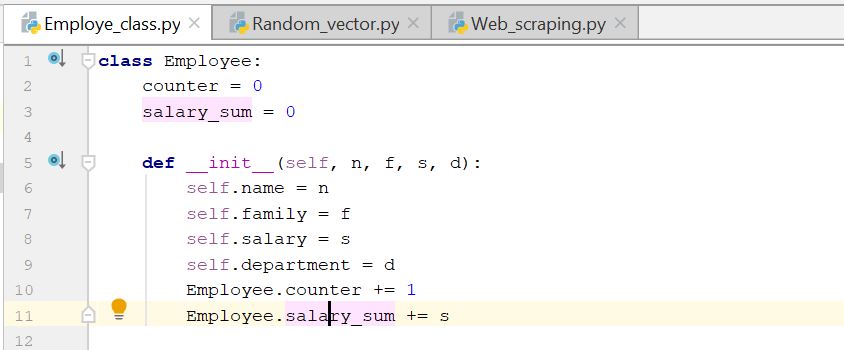 Employe_class.py Random_vector.py Web_scraping.py
1 class Employee:
2 counter = 0
3 salary_sum = 0
4
5 def __init__(self, n, f, s, d):
6 self.name = n
7 self.family = f
8 self.salary = s
9 self.department = d
10 Employee.counter += 1
11 Employee.salary_sum += s
12